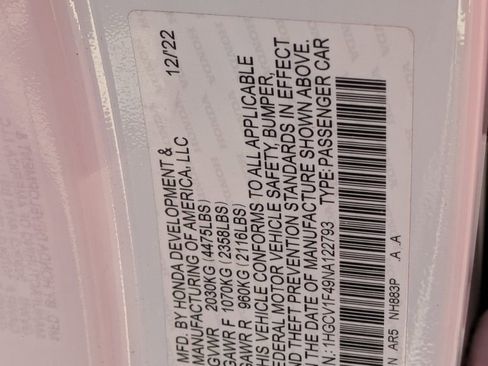 MFD. BY HONDA DEVELOPMENT & 12/'22
MANUFACTURING OF AMERICA, LLC
GVWR 2030KG (4475LBS)
GAWR F 1070KG (2358LBS)
GAWR R 960KG (2116LBS)
THIS VEHICLE CONFORMS TO ALL APPLICABLE
FEDERAL MOTOR VEHICLE SAFETY, BUMPER,
AND THEFT PREVENTION STANDARDS IN EFFECT
ON THE DATE OF MANUFACTURE SHOWN ABOVE.
V.I.N.: 1HGCV1F49NA122793 TYPE:PASSENGER CAR
AR5 NH883P A A